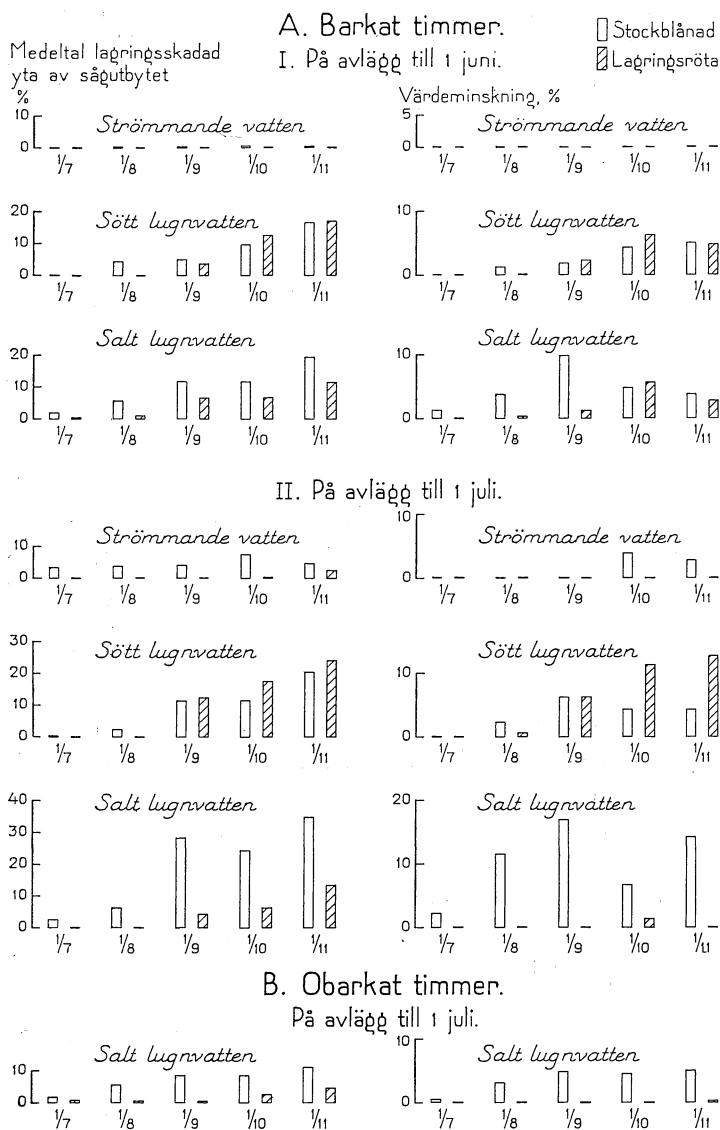 A. Barkat timmer.
Stockblånad
Lagringsröta
Medeltal lagringsskadad
yta av sågutbytet
%
I. På avlägg till 1 juni.
Värdeminskning, %
10
0
Strömmande vatten
1/7 1/8 1/9 1/10 1/11
5
0
Strömmande vatten
1/7 1/8 1/9 1/10 1/11
20
10
0
Sött lugnvatten
1/7 1/8 1/9 1/10 1/11
10
0
Sött lugnvatten
1/7 1/8 1/9 1/10 1/11
20
10
0
Salt lugnvatten
1/7 1/8 1/9 1/10 1/11
10
0
Salt lugnvatten
1/7 1/8 1/9 1/10 1/11
II. På avlägg till 1 juli.
10
0
Strömmande vatten
1/7 1/8 1/9 1/10 1/11
10
0
Strömmande vatten
1/7 1/8 1/9 1/10 1/11
30
20
10
0
Sött lugnvatten
1/7 1/8 1/9 1/10 1/11
10
0
Sött lugnvatten
1/7 1/8 1/9 1/10 1/11
40
30
20
10
0
Salt lugnvatten
1/7 1/8 1/9 1/10 1/11
20
10
0
Salt lugnvatten
1/7 1/8 1/9 1/10 1/11
B. Obarkat timmer.
På avlägg till 1 juli.
10
0
Salt lugnvatten
1/7 1/8 1/9 1/10 1/11
10
0
Salt lugnvatten
1/7 1/8 1/9 1/10 1/11